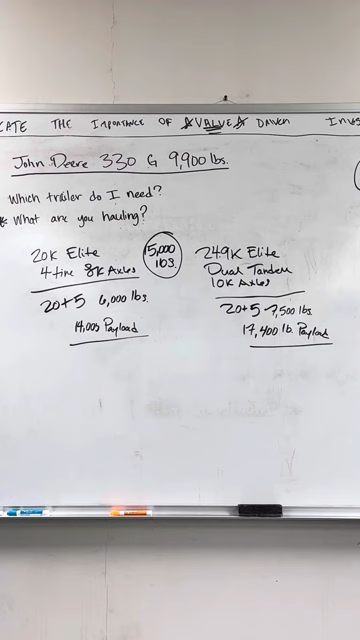 CATE THE IMPORTANCE OF A VALUE A DRIVEN INVES
John Deere 330 G 9,900 lbs.
Which trailer do I need?
* What are you hauling?
20K Elite
4-tire 8K Axles
20+5 6,000 lbs.
14,005 Payload
15,000
lbs.
24.9K Elite
Dual Tandem
10K Axles
20+5 7,500 lbs
17,400 lb. Payload